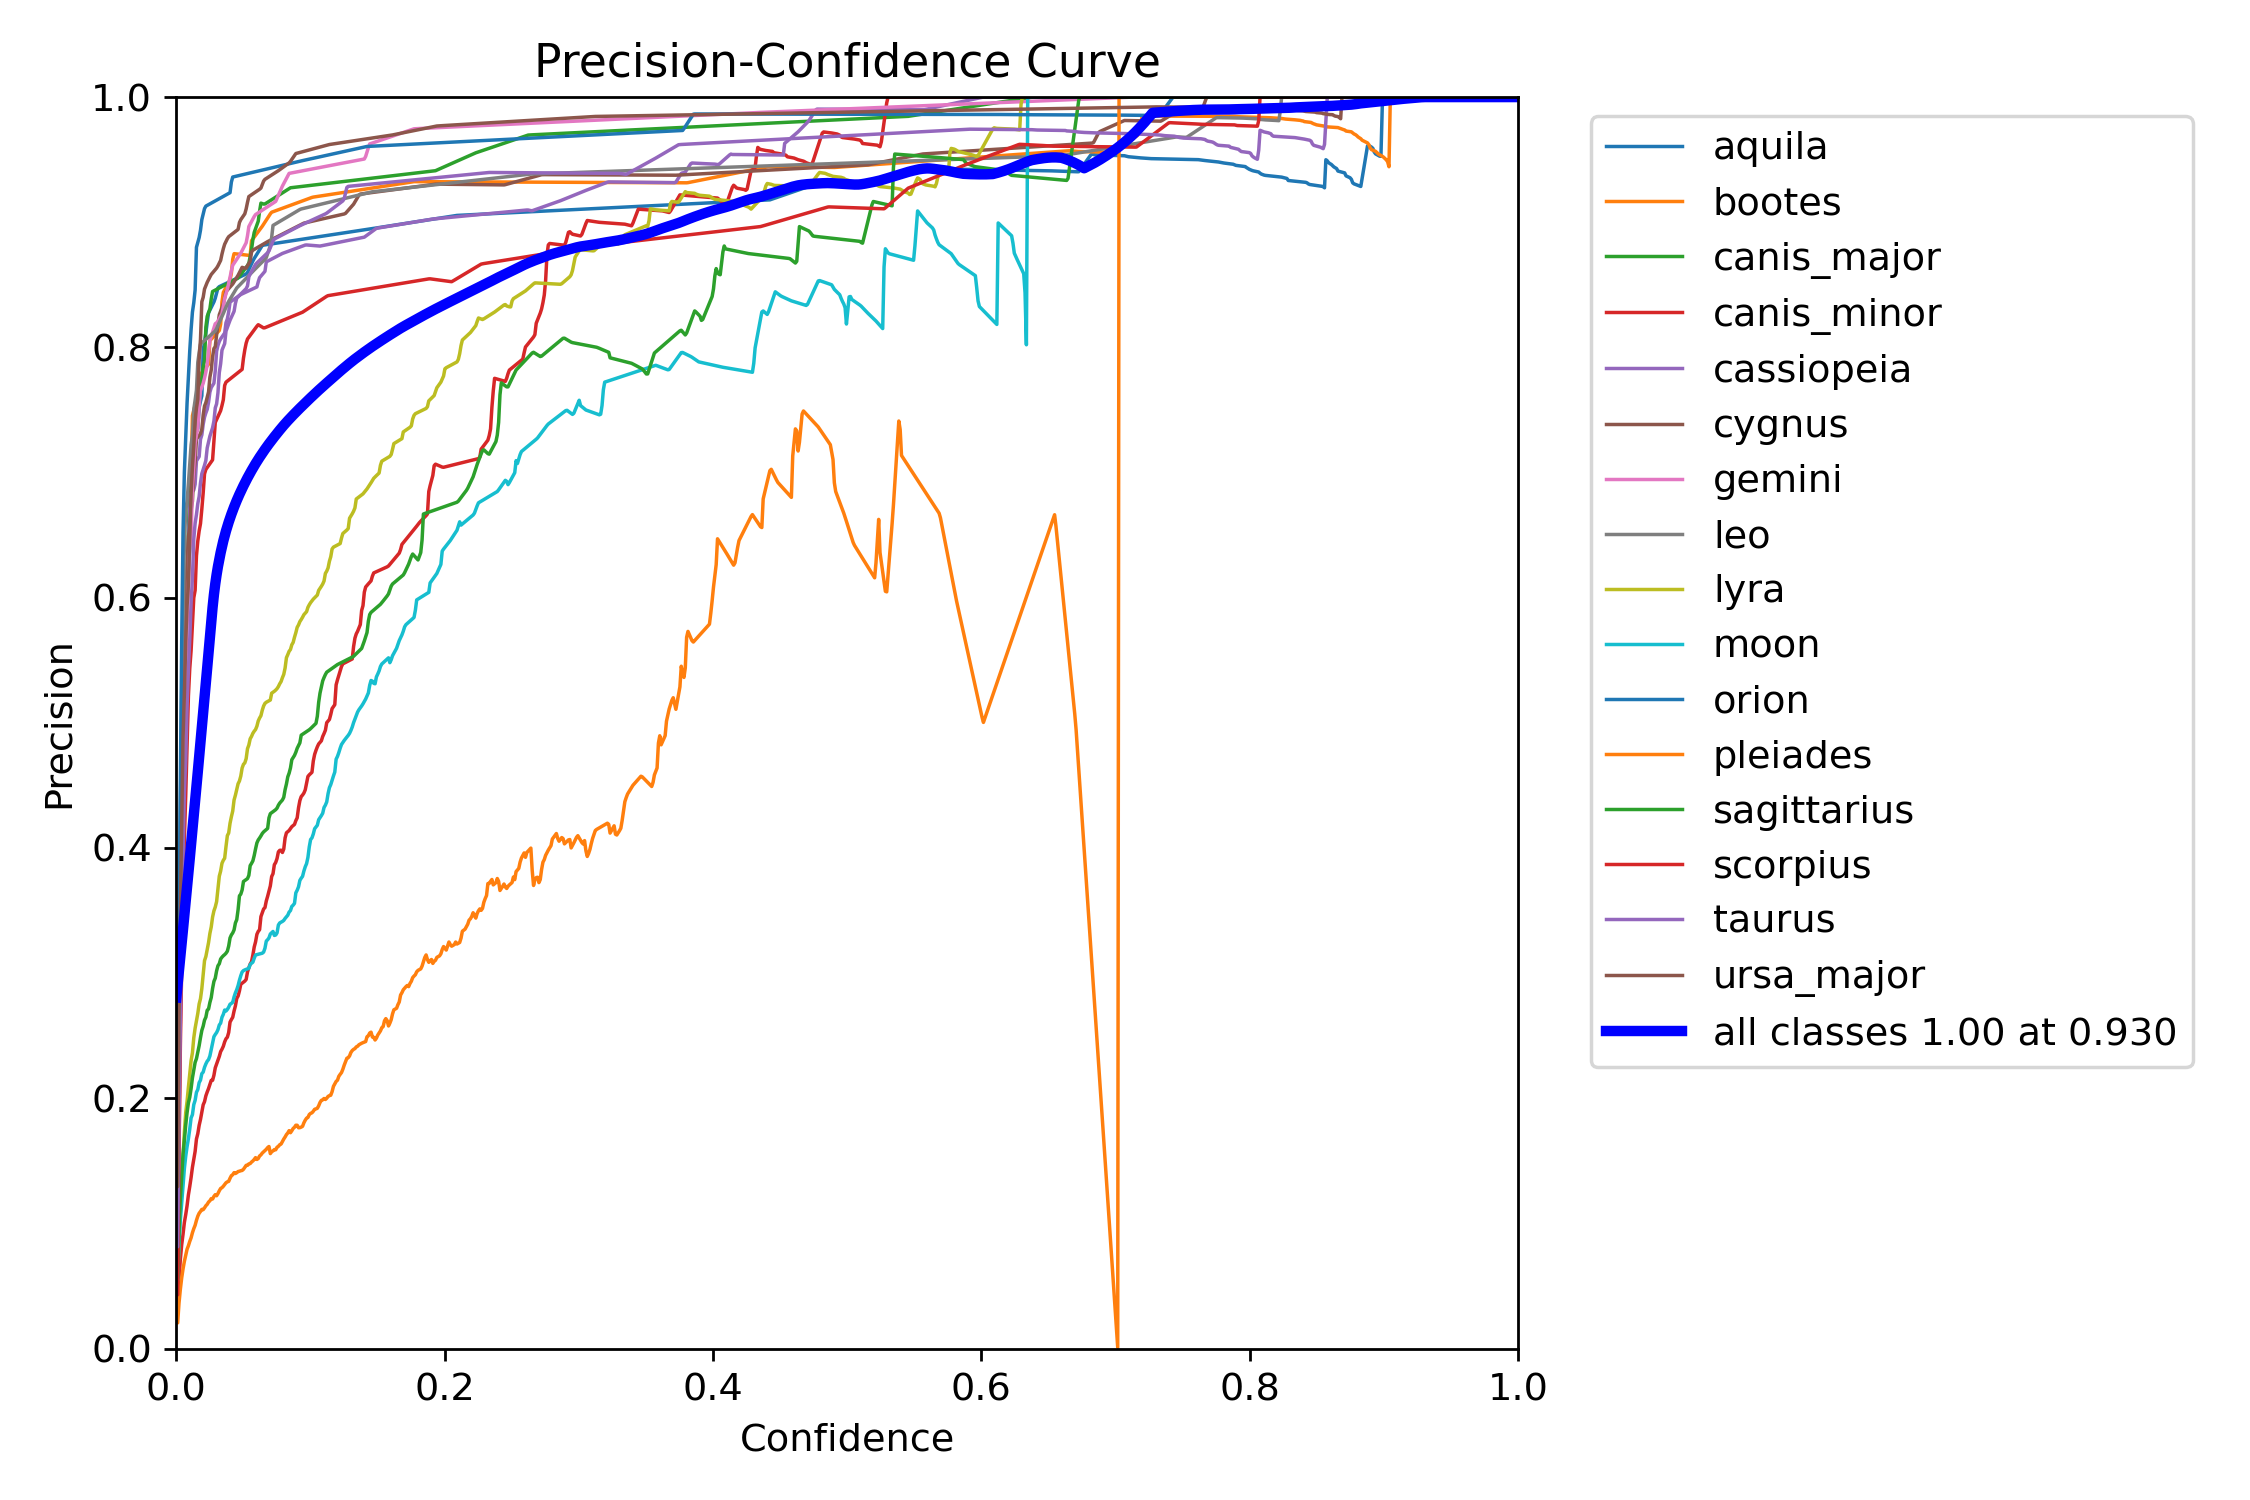 Precision-Confidence Curve
1.0
0.8
0.6
0.4
0.2
0.0
Precision
0.0 0.2 0.4 0.6 0.8 1.0
Confidence
aquila
bootes
canis_major
canis_minor
cassiopeia
cygnus
gemini
leo
lyra
moon
orion
pleiades
sagittarius
scorpius
taurus
ursa_major
all classes 1.00 at 0.930